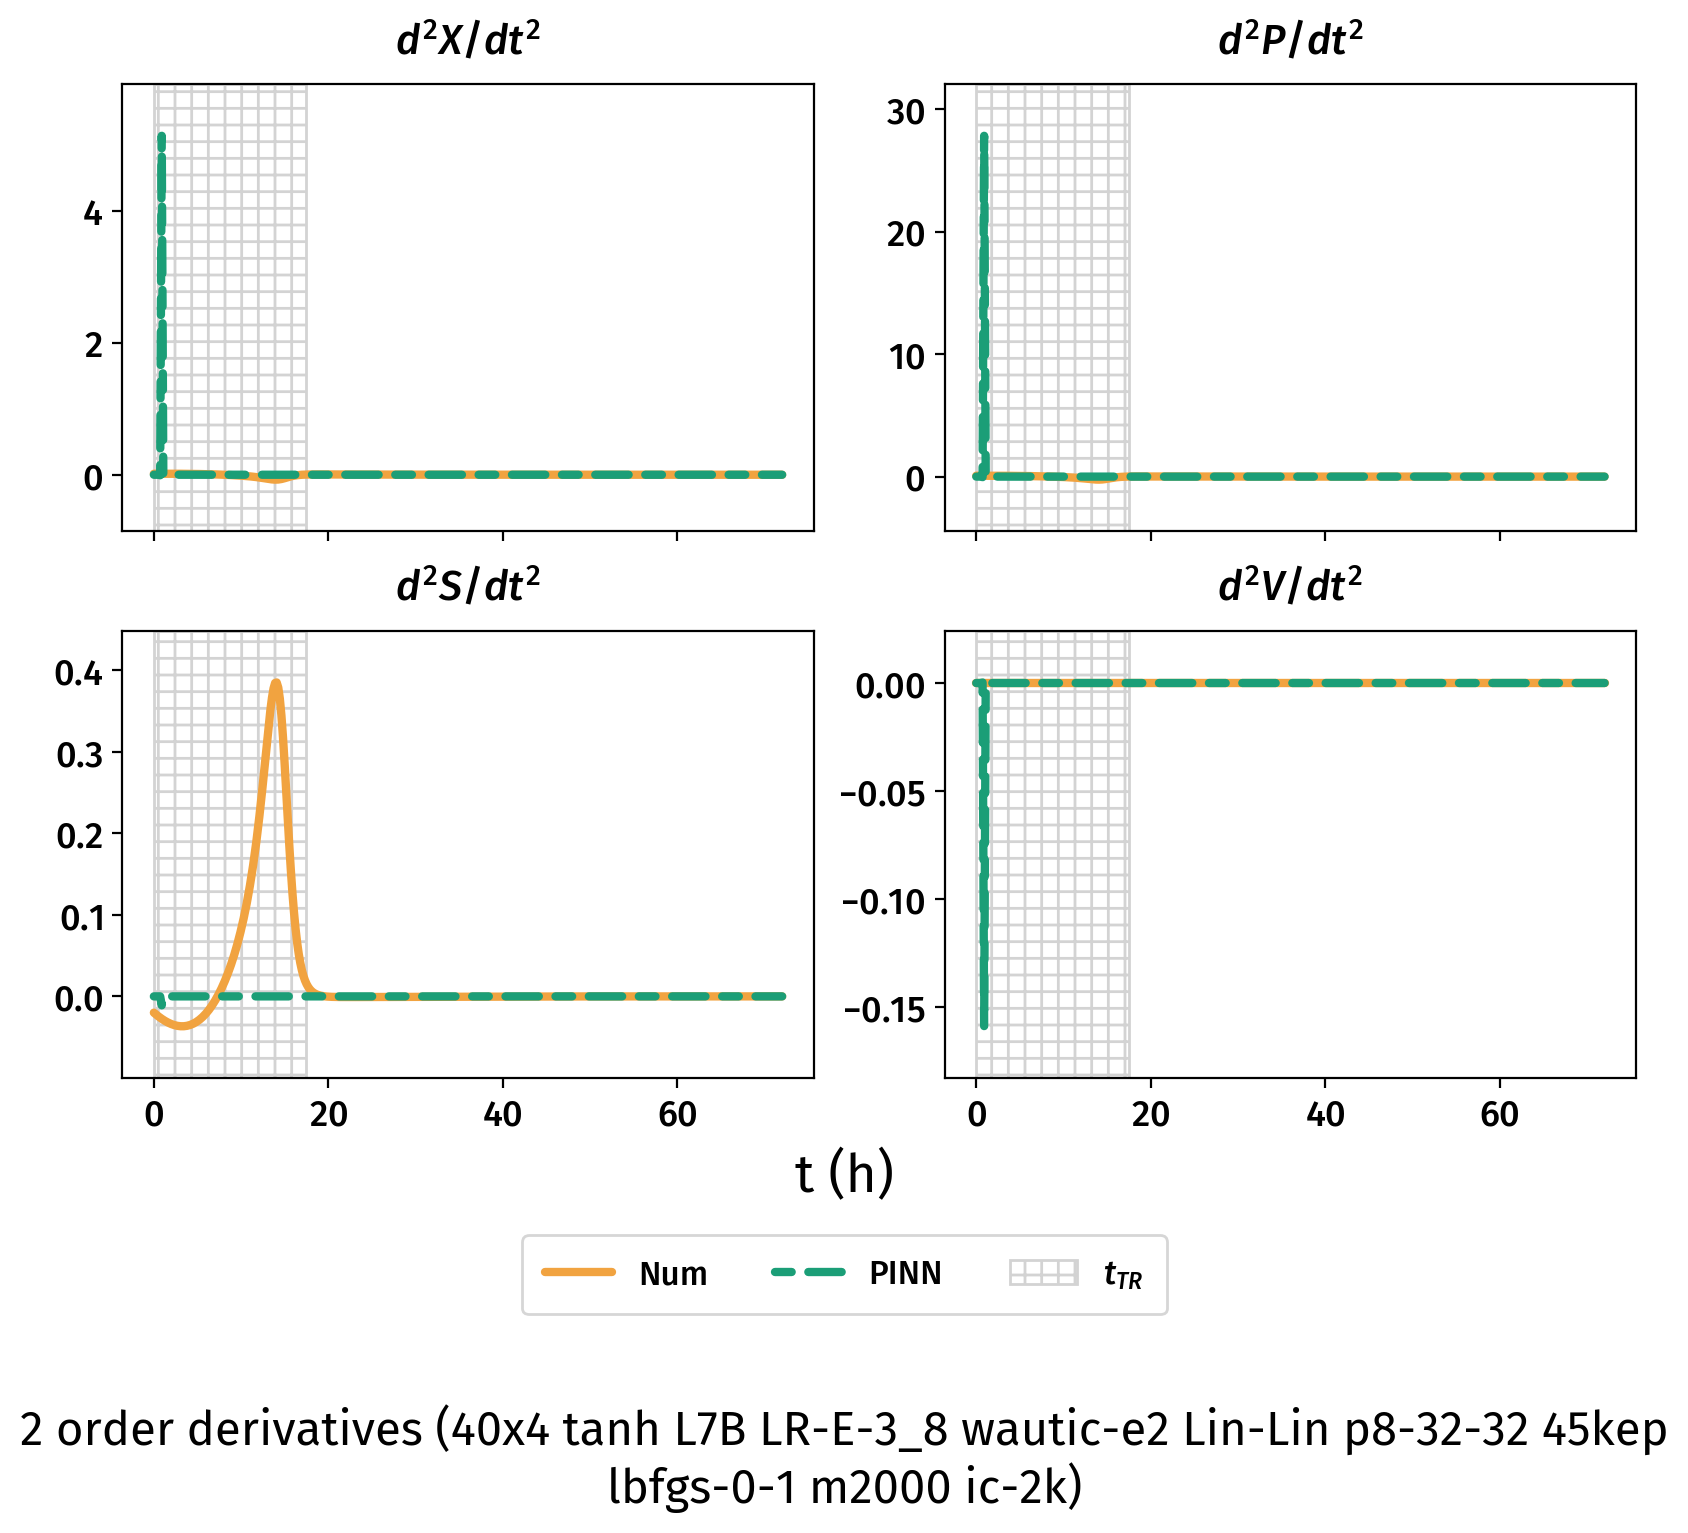 d²X/dt²
d²P/dt²
4
2
0
30
20
10
0
d²S/dt²
d²V/dt²
0.4
0.3
0.2
0.1
0.0
0.00
−0.05
−0.10
−0.15
0 20 40 60
0 20 40 60
t (h)
Num PINN t_TR
2 order derivatives (40x4 tanh L7B LR-E-3_8 wautic-e2 Lin-Lin p8-32-32 45kep
lbfgs-0-1 m2000 ic-2k)